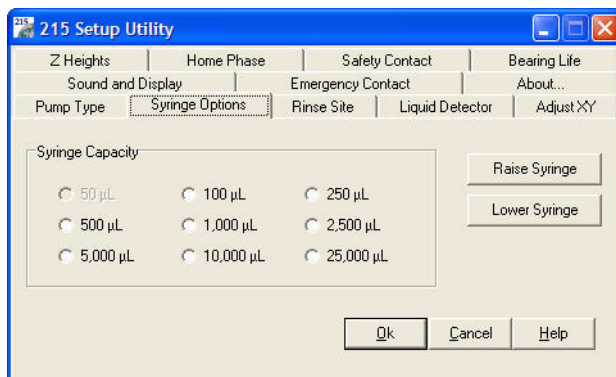 215 215 Setup Utility
Z Heights Home Phase Safety Contact Bearing Life
Sound and Display Emergency Contact About...
Pump Type Syringe Options Rinse Site Liquid Detector Adjust XY
Syringe Capacity
50 µL 100 µL 250 µL
500 µL 1,000 µL 2,500 µL
5,000 µL 10,000 µL 25,000 µL
Raise Syringe
Lower Syringe
Ok Cancel Help